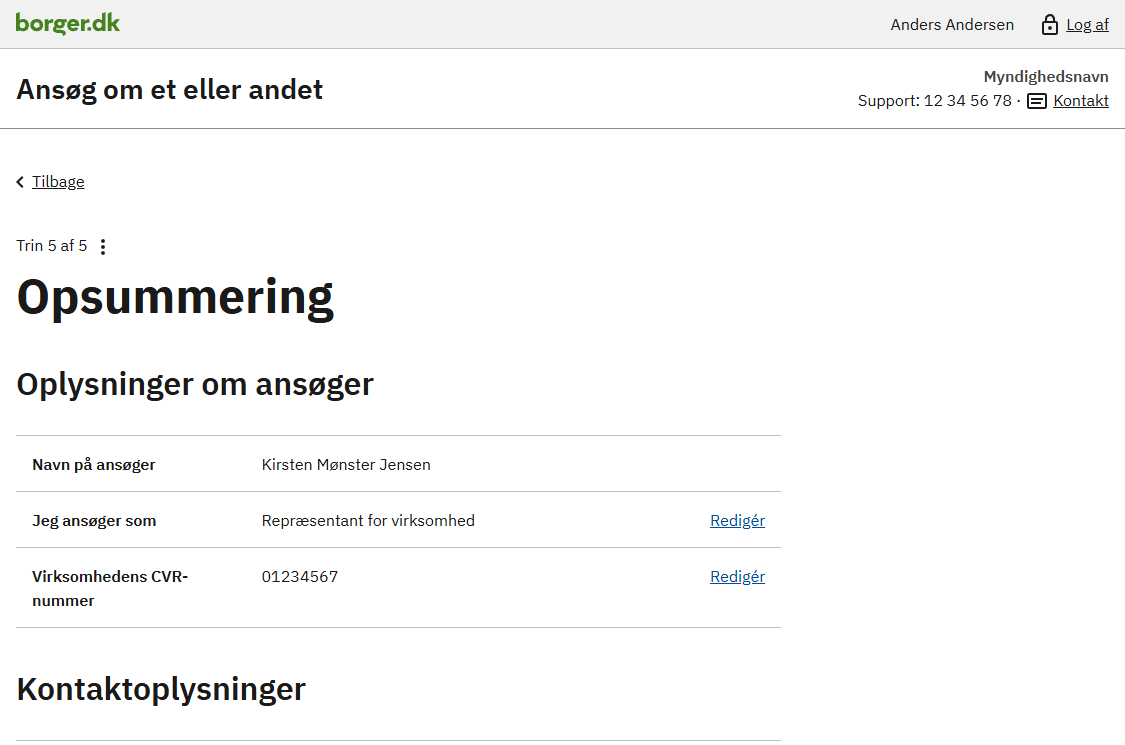 borger.dk
Anders Andersen
Log af
Ansøg om et eller andet
Myndighedsnavn
Support: 12 34 56 78 · Kontakt
Tilbage
Trin 5 af 5
Opsummering
Oplysninger om ansøger
Navn på ansøger
Kirsten Mønster Jensen
Jeg ansøger som
Repræsentant for virksomhed
Redigér
Virksomhedens CVR-
nummer
01234567
Redigér
Kontaktoplysninger